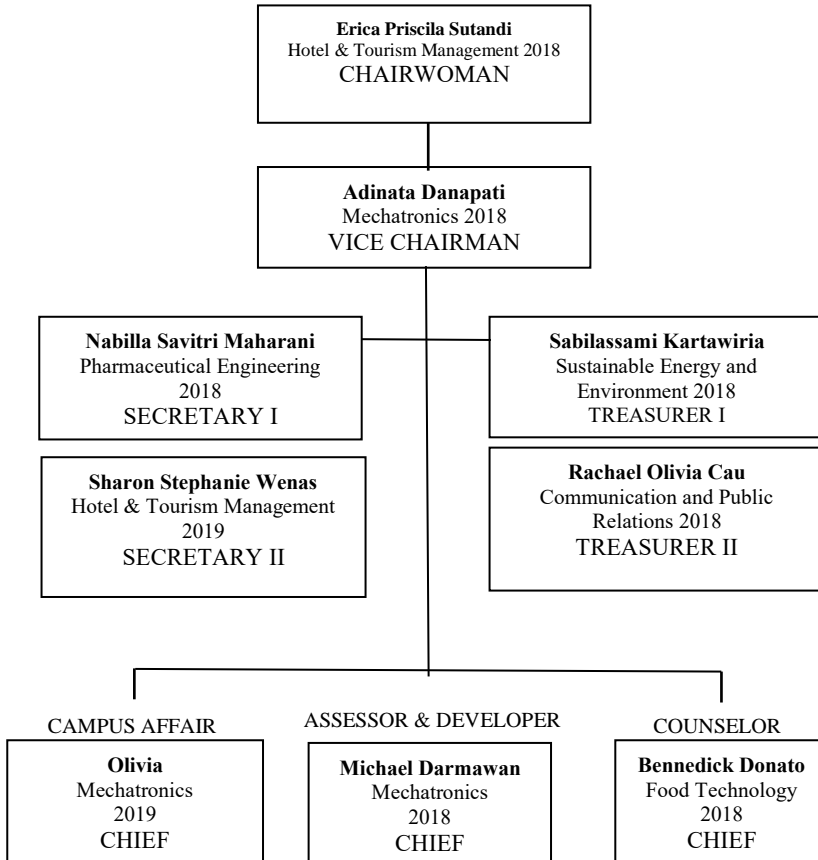 Erica Priscila Sutandi
Hotel & Tourism Management 2018
CHAIRWOMAN
Adinata Danapati
Mechatronics 2018
VICE CHAIRMAN
Nabilla Savitri Maharani
Pharmaceutical Engineering
2018
SECRETARY I
Sabilassami Kartawiria
Sustainable Energy and
Environment 2018
TREASURER I
Sharon Stephanie Wenas
Hotel & Tourism Management
2019
SECRETARY II
Rachael Olivia Cau
Communication and Public
Relations 2018
TREASURER II
CAMPUS AFFAIR
Olivia
Mechatronics
2019
CHIEF
ASSESSOR & DEVELOPER
Michael Darmawan
Mechatronics
2018
CHIEF
COUNSELOR
Bennedick Donato
Food Technology
2018
CHIEF